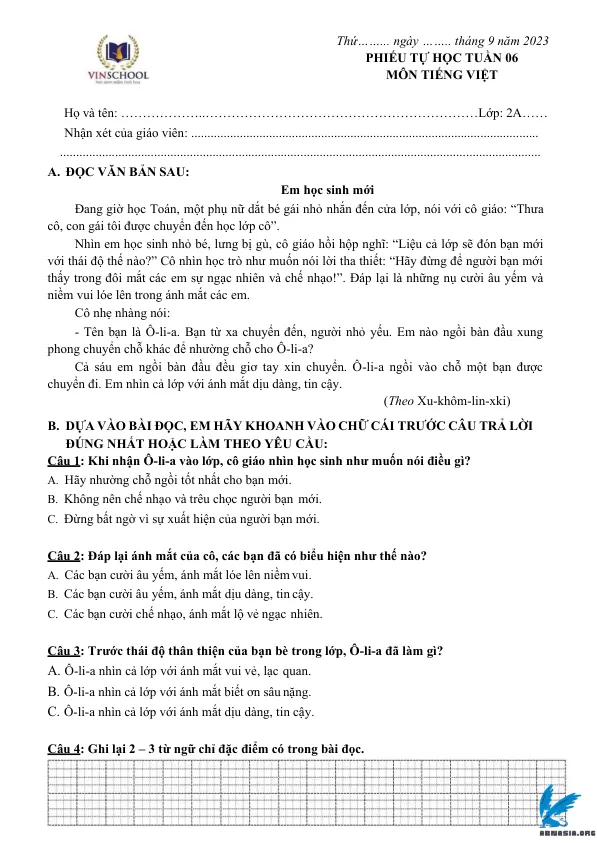 Thứ……... ngày …….. tháng 9 năm 2023
PHIẾU TỰ HỌC TUẦN 06
MÔN TIẾNG VIỆT
VINSCHOOL
Họ và tên: ………………...…………………………………………………………Lớp: 2A……
Nhận xét của giáo viên: ..........................................................................................................
...................................................................................................................................................
A. ĐỌC VĂN BẢN SAU:
Em học sinh mới
Đang giờ học Toán, một phụ nữ dắt bé gái nhỏ nhắn đến cửa lớp, nói với cô giáo: “Thưa
cô, con gái tôi được chuyển đến học lớp cô”.
Nhìn em học sinh nhỏ bé, lưng bị gù, cô giáo hồi hộp nghĩ: “Liệu cả lớp sẽ đón bạn mới
với thái độ thế nào?” Cô nhìn học trò như muốn nói lời tha thiết: “Hãy đừng để người bạn mới
thấy trong đôi mắt các em sự ngạc nhiên và chế nhạo!”. Đáp lại là những nụ cười âu yếm và
niềm vui lóe lên trong ánh mắt các em.
Cô nhẹ nhàng nói:
- Tên bạn là Ô-li-a. Bạn từ xa chuyển đến, người nhỏ yếu. Em nào ngồi bàn đầu xung
phong chuyển chỗ khác để nhường chỗ cho Ô-li-a?
Cả sáu em ngồi bàn đầu đều giơ tay xin chuyển. Ô-li-a ngồi vào chỗ một bạn được
chuyển đi. Em nhìn cả lớp với ánh mắt dịu dàng, tin cậy.
(Theo Xu-khôm-lin-xki)
B. DỰA VÀO BÀI ĐỌC, EM HÃY KHOANH VÀO CHỮ CÁI TRƯỚC CÂU TRẢ LỜI
ĐÚNG NHẤT HOẶC LÀM THEO YÊU CẦU:
Câu 1: Khi nhận Ô-li-a vào lớp, cô giáo nhìn học sinh như muốn nói điều gì?
A. Hãy nhường chỗ ngồi tốt nhất cho bạn mới.
B. Không nên chế nhạo và trêu chọc người bạn mới.
C. Đừng bất ngờ vì sự xuất hiện của người bạn mới.
Câu 2: Đáp lại ánh mắt của cô, các bạn đã có biểu hiện như thế nào?
A. Các bạn cười âu yếm, ánh mắt lóe lên niềm vui.
B. Các bạn cười âu yếm, ánh mắt dịu dàng, tin cậy.
C. Các bạn cười chế nhạo, ánh mắt lộ vẻ ngạc nhiên.
Câu 3: Trước thái độ thân thiện của bạn bè trong lớp, Ô-li-a đã làm gì?
A. Ô-li-a nhìn cả lớp với ánh mắt vui vẻ, lạc quan.
B. Ô-li-a nhìn cả lớp với ánh mắt biết ơn sâu nặng.
C. Ô-li-a nhìn cả lớp với ánh mắt dịu dàng, tin cậy.
Câu 4: Ghi lại 2 – 3 từ ngữ chỉ đặc điểm có trong bài đọc.